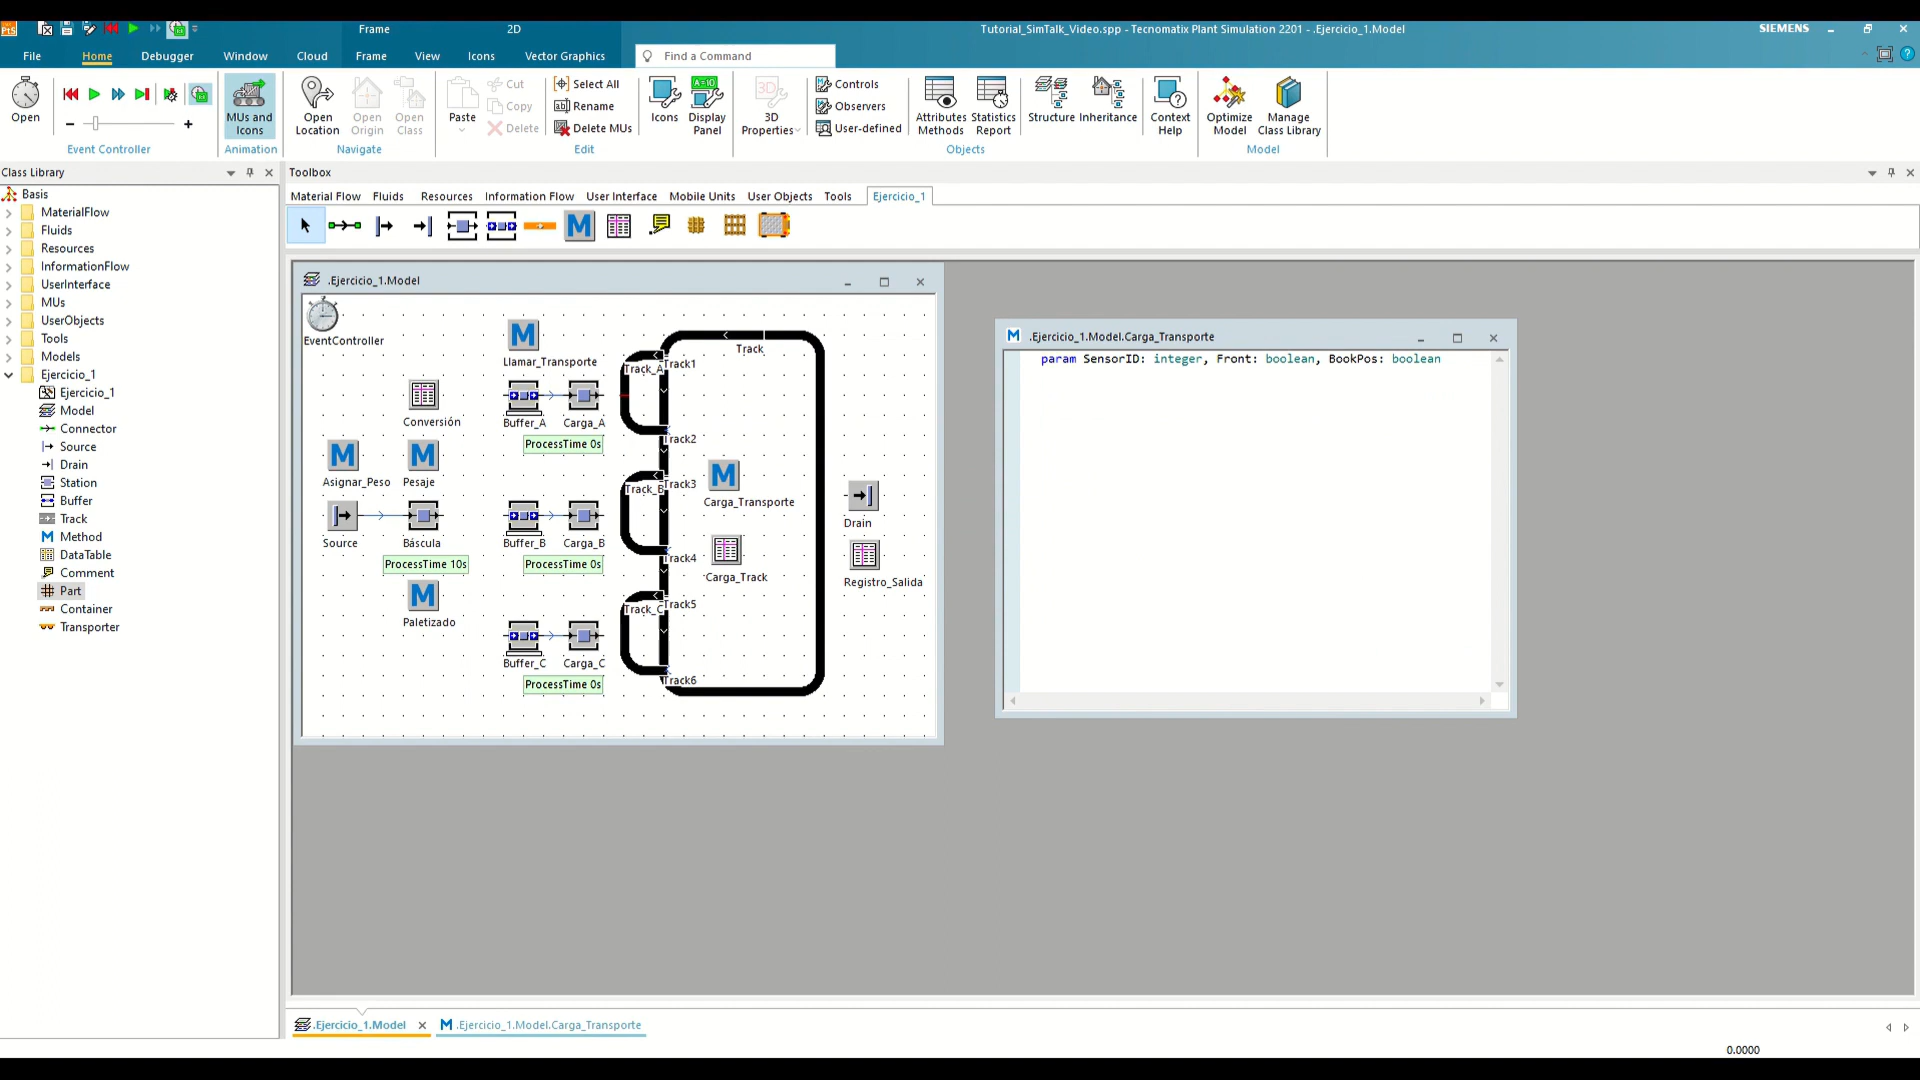 Frame
2D
Tutorial_SimTalk_Video.spp - Tecnomatix Plant Simulation 2201 - .Ejercicio_1.Model
SIEMENS
File
Home
Debugger
Window
Cloud
Frame
View
Icons
Vector Graphics
Find a Command
Open
Event Controller
MUs and Icons
Animation
Open Location
Open Origin
Open Class
Navigate
Paste
Cut
Copy
Delete
Select All
Rename
Delete MUs
Edit
Icons
Display Panel
3D Properties
Controls
Observers
User-defined
Attributes Methods
Statistics Report
Structure
Inheritance
Objects
Context Help
Optimize Model
Manage Class Library
Model
Class Library
Basis
MaterialFlow
Fluids
Resources
InformationFlow
UserInterface
MUs
UserObjects
Tools
Models
Ejercicio_1
Ejercicio_1
Model
Connector
Source
Drain
Station
Buffer
Track
Method
DataTable
Comment
Part
Container
Transporter
Toolbox
Material Flow
Fluids
Resources
Information Flow
User Interface
Mobile Units
User Objects
Tools
Ejercicio_1
.Ejercicio_1.Model
EventController
Llamar_Transporte
Conversión
Buffer_A
Carga_A
ProcessTime 0s
Asignar_Peso
Pesaje
Source
Báscula
ProcessTime 10s
Paletizado
Buffer_B
Carga_B
ProcessTime 0s
Buffer_C
Carga_C
ProcessTime 0s
Track
Track_A
Track1
Track2
Track_B
Track3
Track4
Track_C
Track5
Track6
Carga_Transporte
Carga_Track
Drain
Registro_Salida
.Ejercicio_1.Model.Carga_Transporte
param SensorID: integer, Front: boolean, BookPos: boolean
.Ejercicio_1.Model
.Ejercicio_1.Model.Carga_Transporte
0.0000